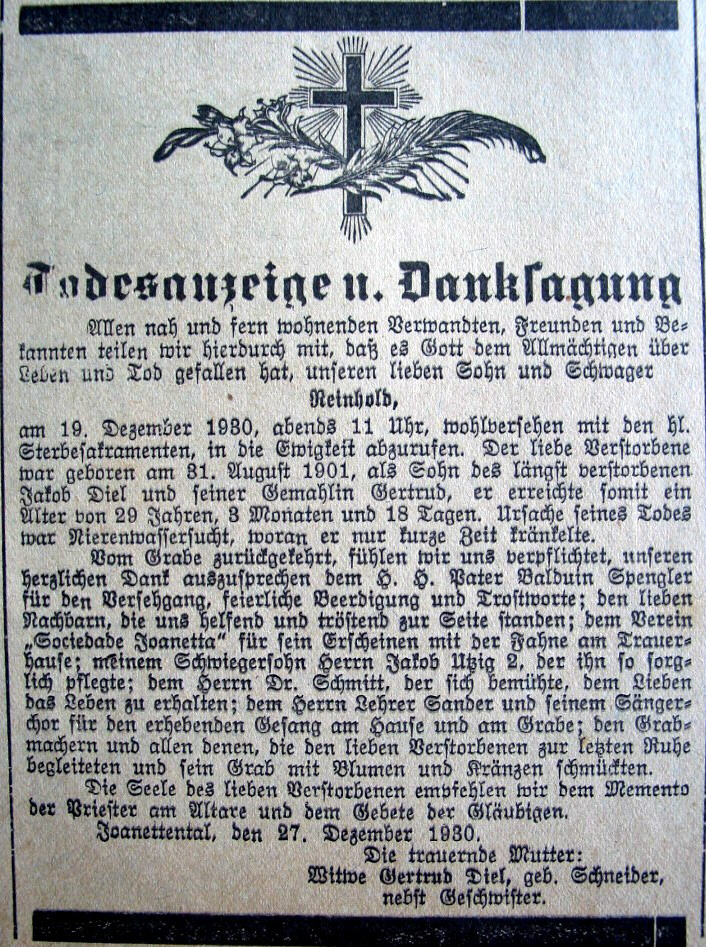 Todesanzeige u. Danksagung
Allen nah und fern wohnenden Verwandten, Freunden und Be-
kannten teilen wir hierdurch mit, daß es Gott dem Allmächtigen über
Leben und Tod gefallen hat, unseren lieben Sohn und Schwager
Reinhold,
am 19. Dezember 1930, abends 11 Uhr, wohlversehen mit den hl.
Sterbesakramenten, in die Ewigkeit abzurufen. Der liebe Verstorbene
war geboren am 31. August 1901, als Sohn des längst verstorbenen
Jakob Diel und seiner Gemahlin Gertrud, er erreichte somit ein
Alter von 29 Jahren, 3 Monaten und 18 Tagen. Ursache seines Todes
war Nierenwassersucht, woran er nur kurze Zeit kränkelte.
Vom Grabe zurückgekehrt, fühlen wir uns verpflichtet, unseren
herzlichen Dank auszusprechen dem H. H. Pater Balduin Spengler
für den Versehgang, feierliche Beerdigung und Trostworte; den lieben
Nachbarn, die uns helfend und tröstend zur Seite standen; dem Verein
„Sociedade Joanetta“ für sein Erscheinen mit der Fahne am Trauer-
hause; meinem Schwiegersohn Herrn Jakob Utzig 2, der ihn so sorg-
lich pflegte; dem Herrn Dr. Schmitt, der sich bemühte, dem Lieben
das Leben zu erhalten; dem Herrn Lehrer Sander und seinem Sänger-
chor für den erhebenden Gesang am Hause und am Grabe; den Grab-
machern und allen denen, die den lieben Verstorbenen zur letzten Ruhe
begleiteten und sein Grab mit Blumen und Kränzen schmückten.
Die Seele des lieben Verstorbenen empfehlen wir dem Memento
der Priester am Altare und dem Gebete der Gläubigen.
Joanettental, den 27. Dezember 1930.
Die trauernde Mutter:
Witwe Gertrud Diel, geb. Schneider,
nebst Geschwister.